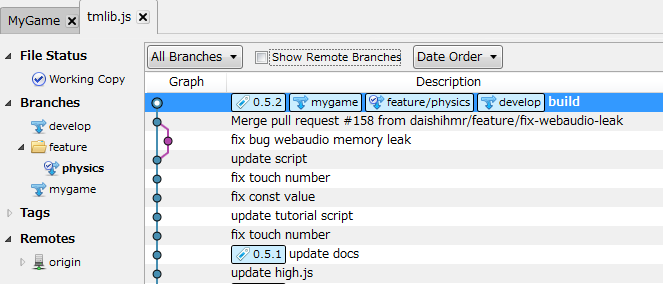 MyGame tmlib.js
File Status
Working Copy
Branches
develop
feature
physics
mygame
Tags
Remotes
origin
All Branches Show Remote Branches Date Order
Graph Description
0.5.2 mygame feature/physics develop build
Merge pull request #158 from daishihmr/feature/fix-webaudio-leak
fix bug webaudio memory leak
update script
fix touch number
fix const value
update tutorial script
fix touch number
0.5.1 update docs
update high.js